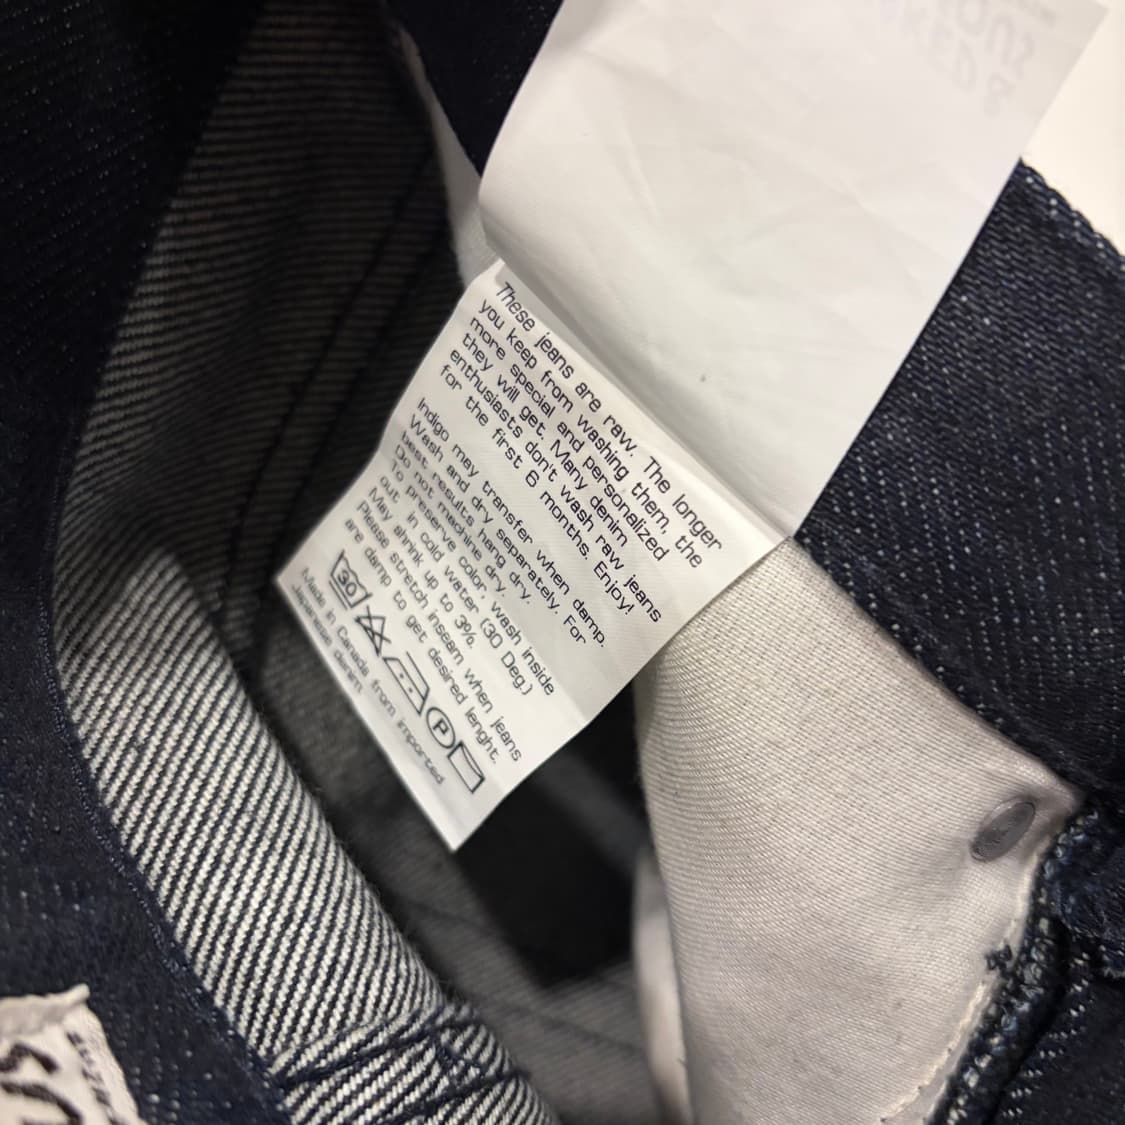 These jeans are raw. The longer
you keep from washing them, the
more special and personalized
they will get. Many denim
enthusiasts don't wash raw jeans
for the first 6 months. Enjoy!
Indigo may transfer when damp.
Wash and dry separately. For
best results hang dry.
Do not machine dry.
To preserve color, wash inside
out in cold water (30 Deg.)
May shrink up to 3%.
Please stretch inseam when jeans
are damp to get desired lenght.
30 P
Made in Canada from imported
Japanese denim.